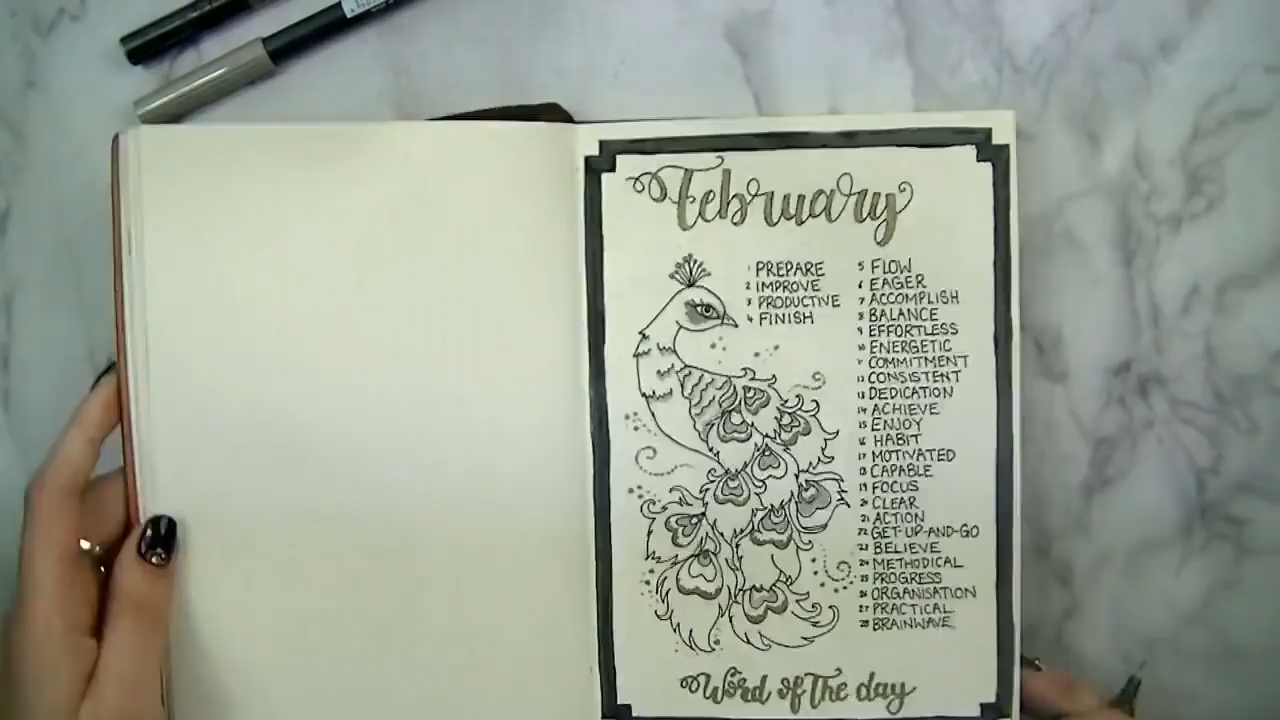 February
1 PREPARE
2 IMPROVE
3 PRODUCTIVE
4 FINISH
5 FLOW
6 EAGER
7 ACCOMPLISH
8 BALANCE
9 EFFORTLESS
10 ENERGETIC
11 COMMITMENT
12 CONSISTENT
13 DEDICATION
14 ACHIEVE
15 ENJOY
16 HABIT
17 MOTIVATED
18 CAPABLE
19 FOCUS
20 CLEAR
21 ACTION
22 GET-UP-AND-GO
23 BELIEVE
24 METHODICAL
25 PROGRESS
26 ORGANISATION
27 PRACTICAL
28 BRAINWAVE
Word of The day